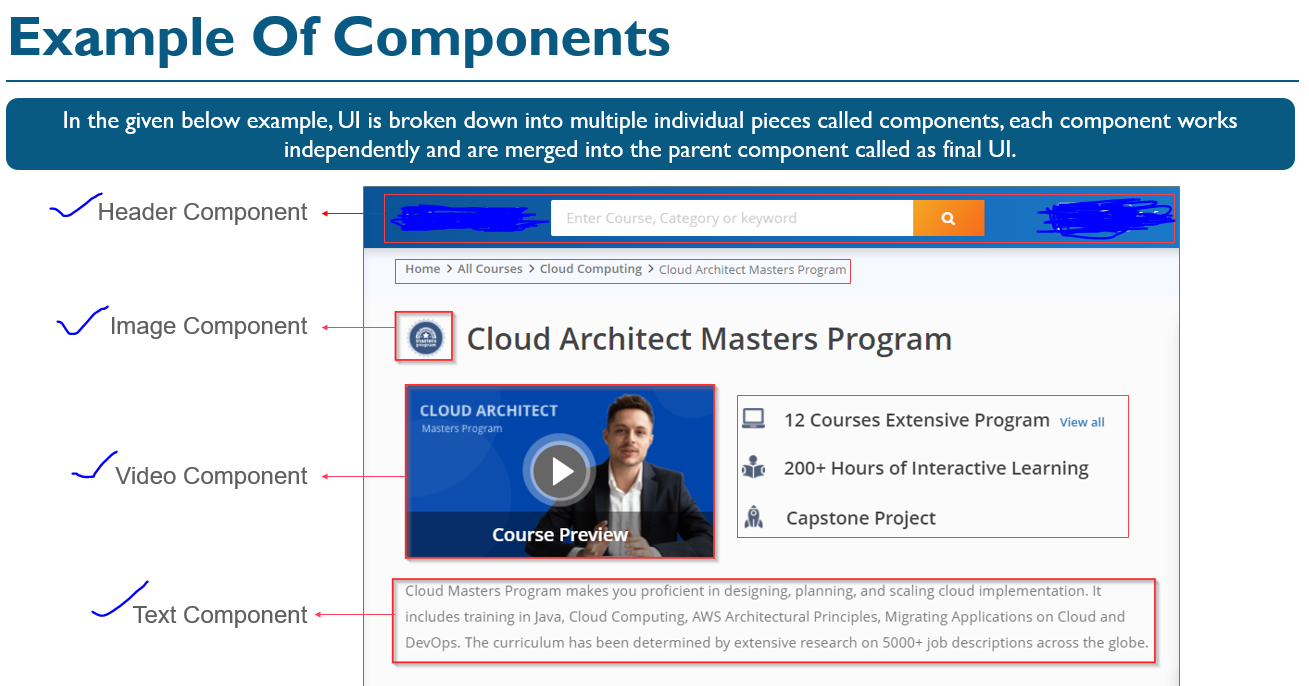 Example Of Components
In the given below example, UI is broken down into multiple individual pieces called components, each component works
independently and are merged into the parent component called as final UI.
Header Component
Enter Course, Category or keyword
Home > All Courses > Cloud Computing > Cloud Architect Masters Program
Image Component
masters
program
Cloud Architect Masters Program
Video Component
CLOUD ARCHITECT
Masters Program
Course Preview
12 Courses Extensive Program View all
200+ Hours of Interactive Learning
Capstone Project
Text Component
Cloud Masters Program makes you proficient in designing, planning, and scaling cloud implementation. It
includes training in Java, Cloud Computing, AWS Architectural Principles, Migrating Applications on Cloud and
DevOps. The curriculum has been determined by extensive research on 5000+ job descriptions across the globe.